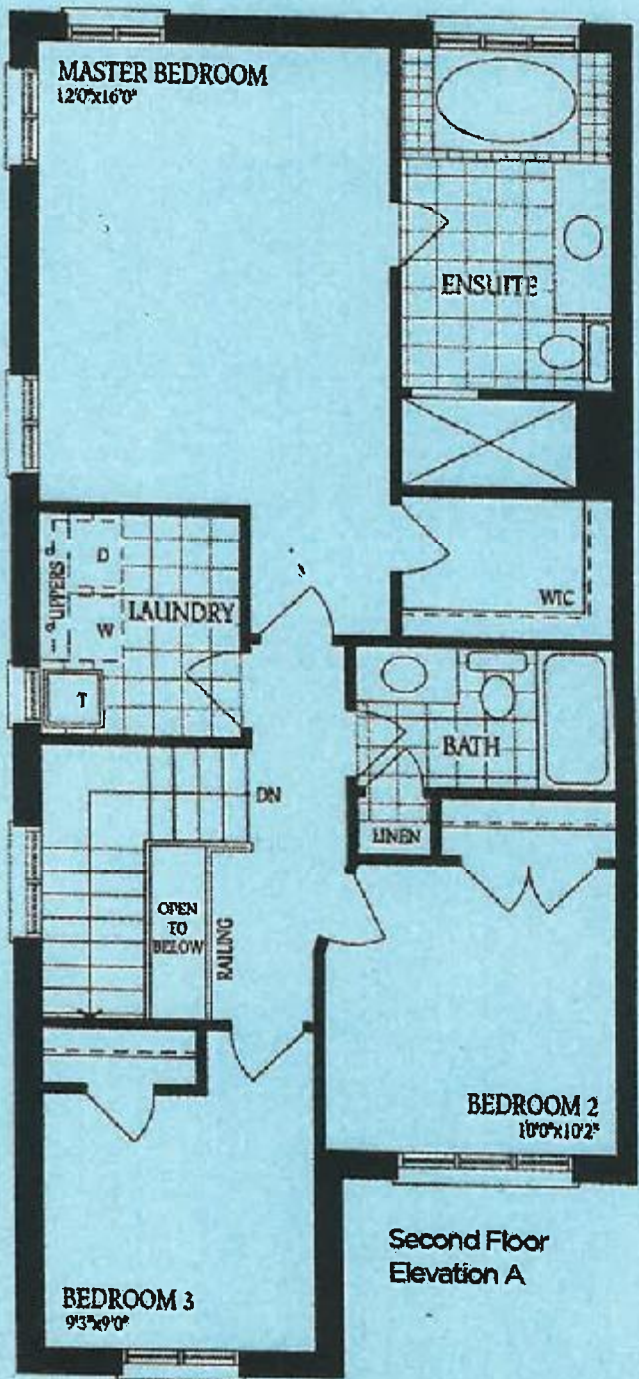 MASTER BEDROOM
12'0"x16'0"
ENSUITE
UPPERS
D
W
LAUNDRY
T
WIC
BATH
LINEN
DN
OPEN
TO
BELOW
RAILING
BEDROOM 2
10'0"x10'2"
BEDROOM 3
9'3"x9'0"
Second Floor
Elevation A